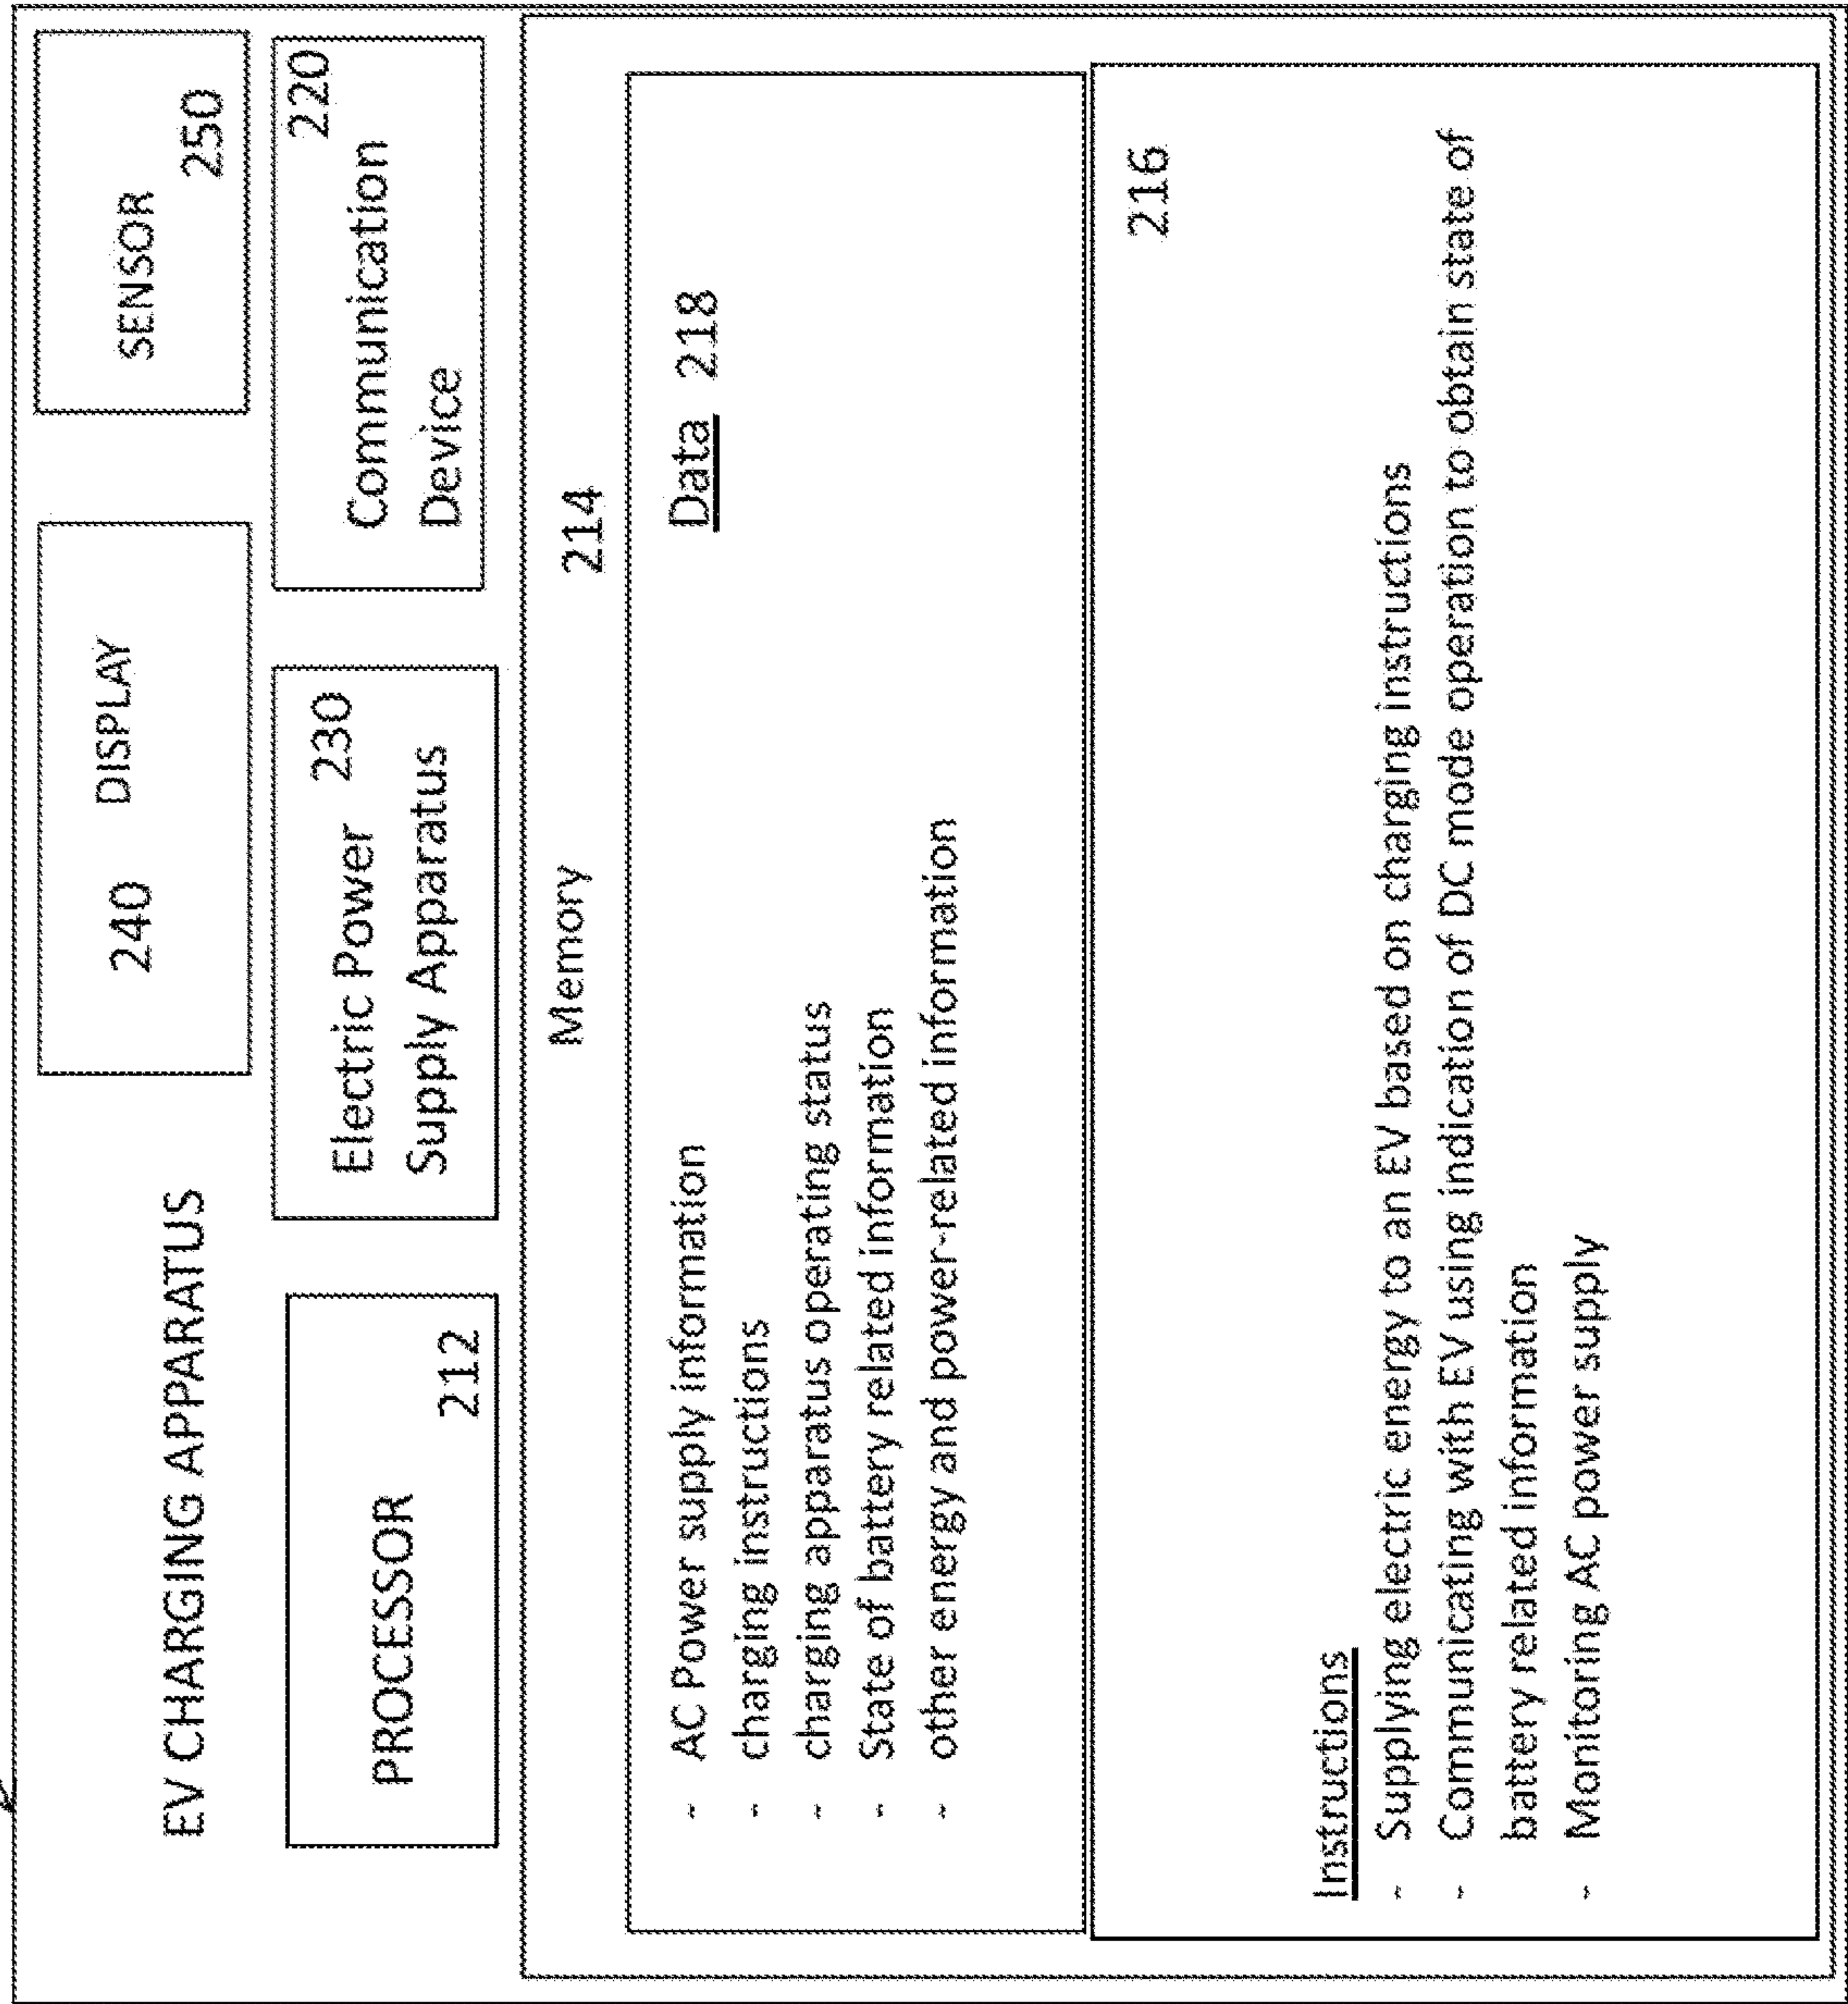 EV CHARGING APPARATUS
240 DISPLAY
SENSOR
250
PROCESSOR
212
Electric Power 230
Supply Apparatus
220
Communication
Device
Memory 214
Data 218
- AC Power supply information
- charging instructions
- charging apparatus operating status
- State of battery related information
- other energy and power-related information
216
Instructions
- Supplying electric energy to an EV based on charging instructions
- Communicating with EV using indication of DC mode operation to obtain state of
battery related information
- Monitoring AC power supply